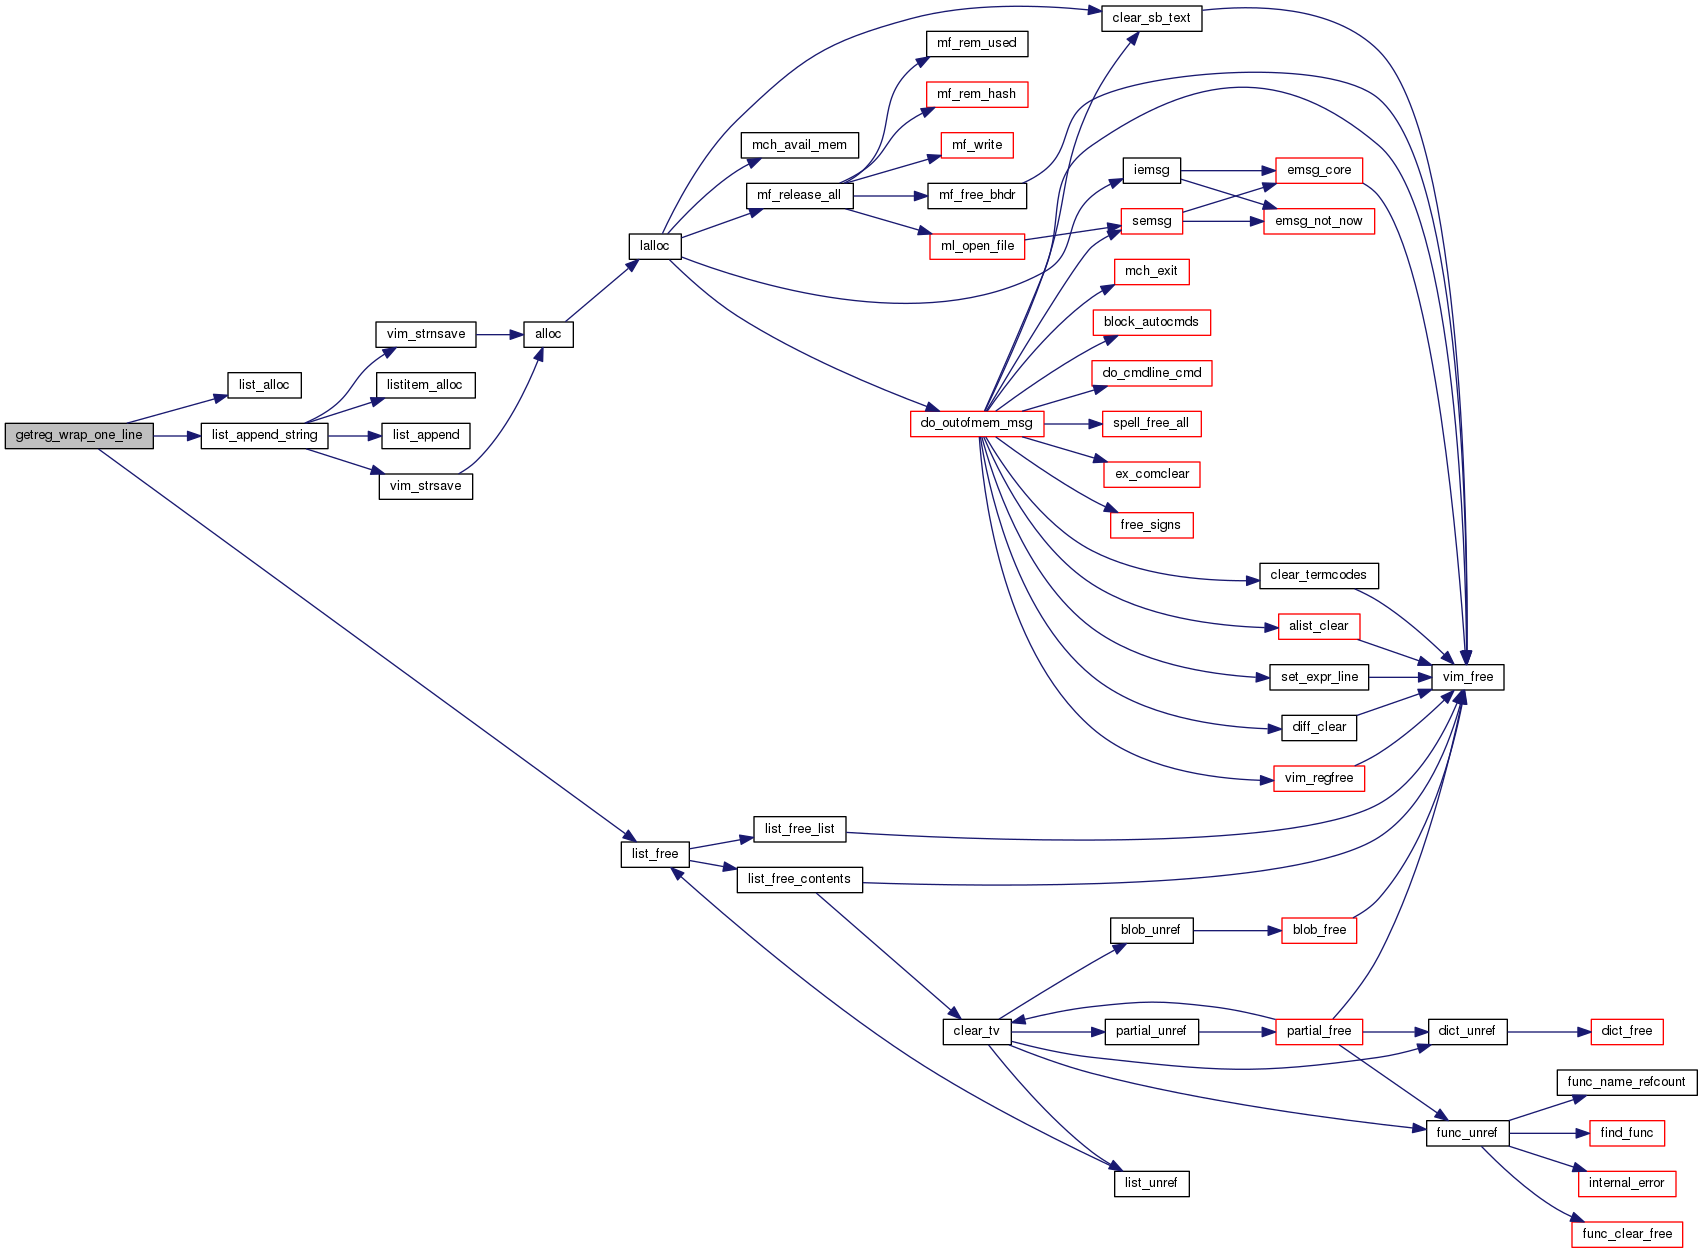 clear_sb_text
mf_rem_used
mf_rem_hash
mch_avail_mem
mf_write
iemsg
emsg_core
mf_release_all
mf_free_bhdr
semsg
emsg_not_now
lalloc
ml_open_file
mch_exit
block_autocmds
vim_strnsave
alloc
do_cmdline_cmd
list_alloc
listitem_alloc
do_outofmem_msg
spell_free_all
getreg_wrap_one_line
list_append_string
list_append
ex_comclear
vim_strsave
free_signs
clear_termcodes
alist_clear
set_expr_line
vim_free
diff_clear
vim_regfree
list_free_list
list_free
list_free_contents
blob_unref
blob_free
clear_tv
partial_unref
partial_free
dict_unref
dict_free
func_name_refcount
func_unref
find_func
list_unref
internal_error
func_clear_free